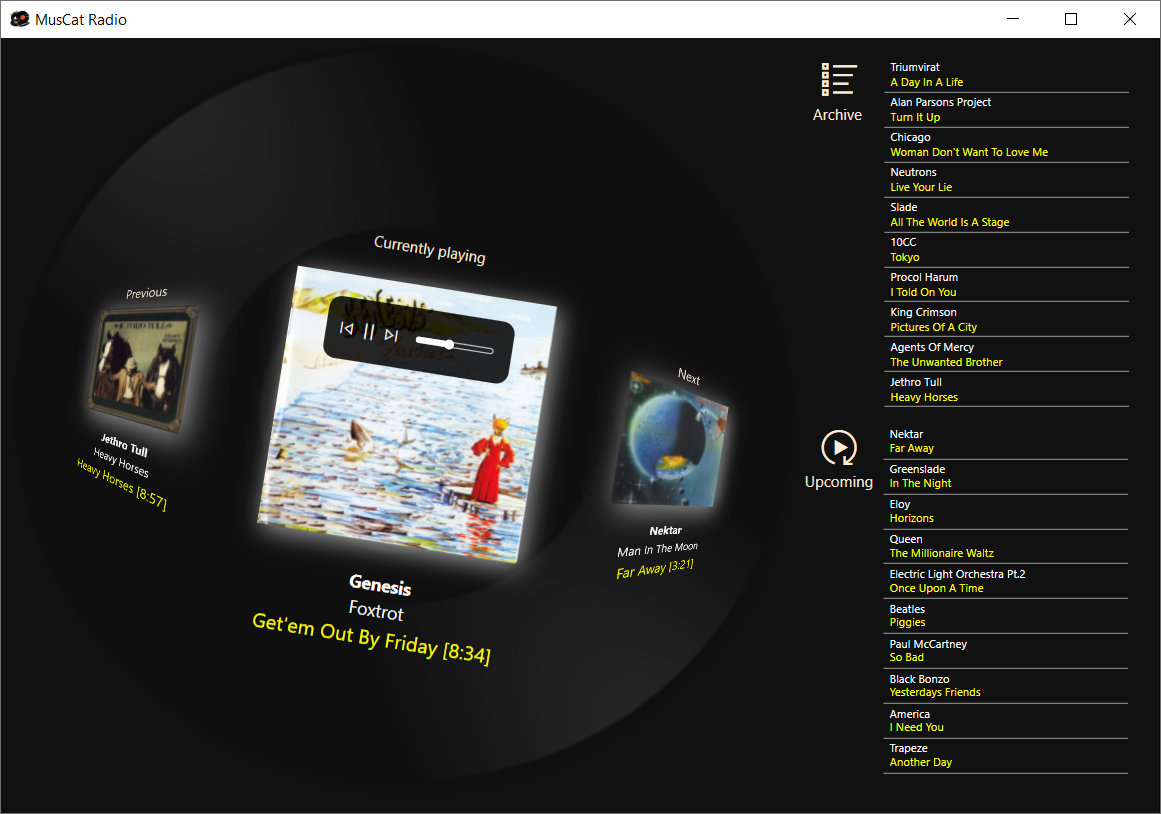 MusCat Radio
Archive
Triumvirat
A Day In A Life
Alan Parsons Project
Turn It Up
Chicago
Woman Don't Want To Love Me
Neutrons
Live Your Lie
Slade
All The World Is A Stage
10CC
Tokyo
Procol Harum
I Told On You
King Crimson
Pictures Of A City
Agents Of Mercy
The Unwanted Brother
Jethro Tull
Heavy Horses
Previous
JETHRO TULL
Jethro Tull
Heavy Horses
Heavy Horses [8:57]
Currently playing
GENESIS
Genesis
Foxtrot
Get'em Out By Friday [8:34]
Next
Nektar
Man In The Moon
Far Away [3:21]
Upcoming
Nektar
Far Away
Greenslade
In The Night
Eloy
Horizons
Queen
The Millionaire Waltz
Electric Light Orchestra Pt.2
Once Upon A Time
Beatles
Piggies
Paul McCartney
So Bad
Black Bonzo
Yesterdays Friends
America
I Need You
Trapeze
Another Day